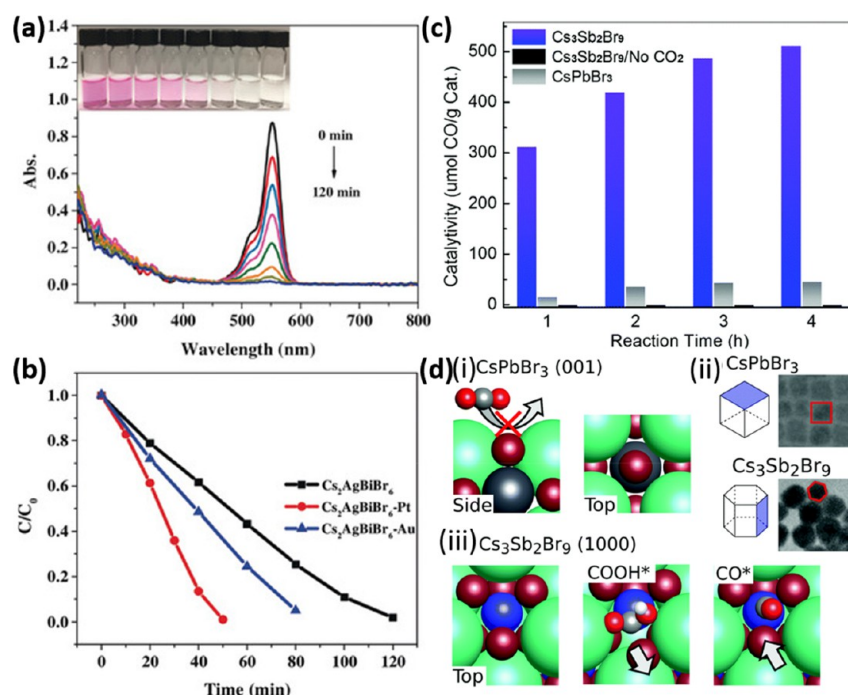 (a)
1.4
1.2
1.0
0.8
0.6
0.4
0.2
0.0
Abs.
0 min
120 min
300 400 500 600 700 800
Wavelength (nm)
(c)
Cs₃Sb₂Br₉
Cs₃Sb₂Br₉/No CO₂
CsPbBr₃
500
400
300
200
100
0
Catalytivity (umol CO/g Cat.)
1 2 3 4
Reaction Time (h)
(b)
1.0
0.8
0.6
0.4
0.2
0.0
C/C₀
Cs₂AgBiBr₆
Cs₂AgBiBr₆-Pt
Cs₂AgBiBr₆-Au
0 20 40 60 80 100 120
Time (min)
(d)
(i) CsPbBr₃ (001)
Side
Top
(ii)
CsPbBr₃
Cs₃Sb₂Br₉
(iii) Cs₃Sb₂Br₉ (1000)
COOH*
CO*
Top